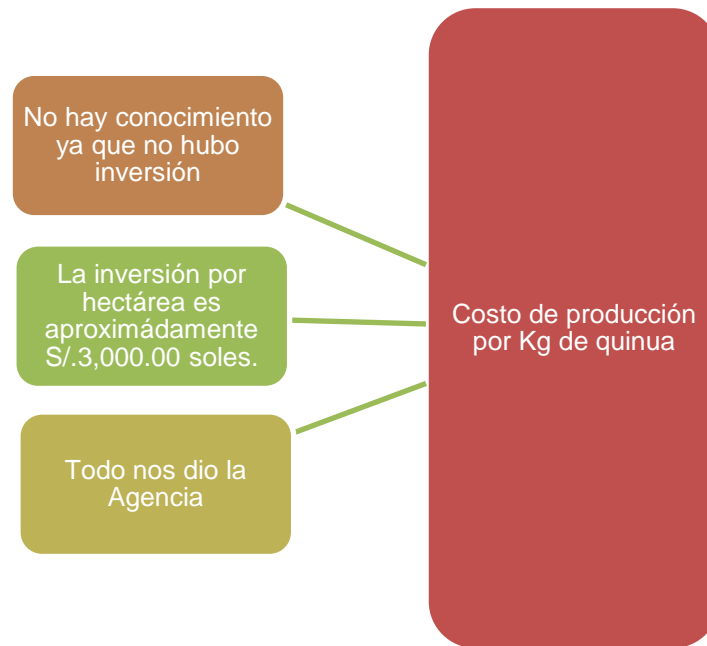 No hay conocimiento
ya que no hubo
inversión
La inversión por
hectárea es
aproximádamente
S/.3,000.00 soles.
Todo nos dio la
Agencia
Costo de producción
por Kg de quinua